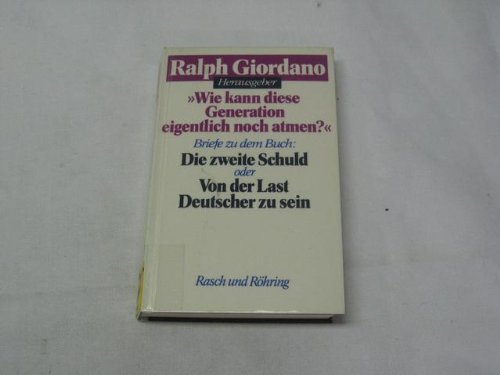 Ralph Giordano
Herausgeber
»Wie kann diese
Generation
eigentlich noch atmen?«
Briefe zu dem Buch:
Die zweite Schuld
oder
Von der Last
Deutscher zu sein
Rasch und Röhring